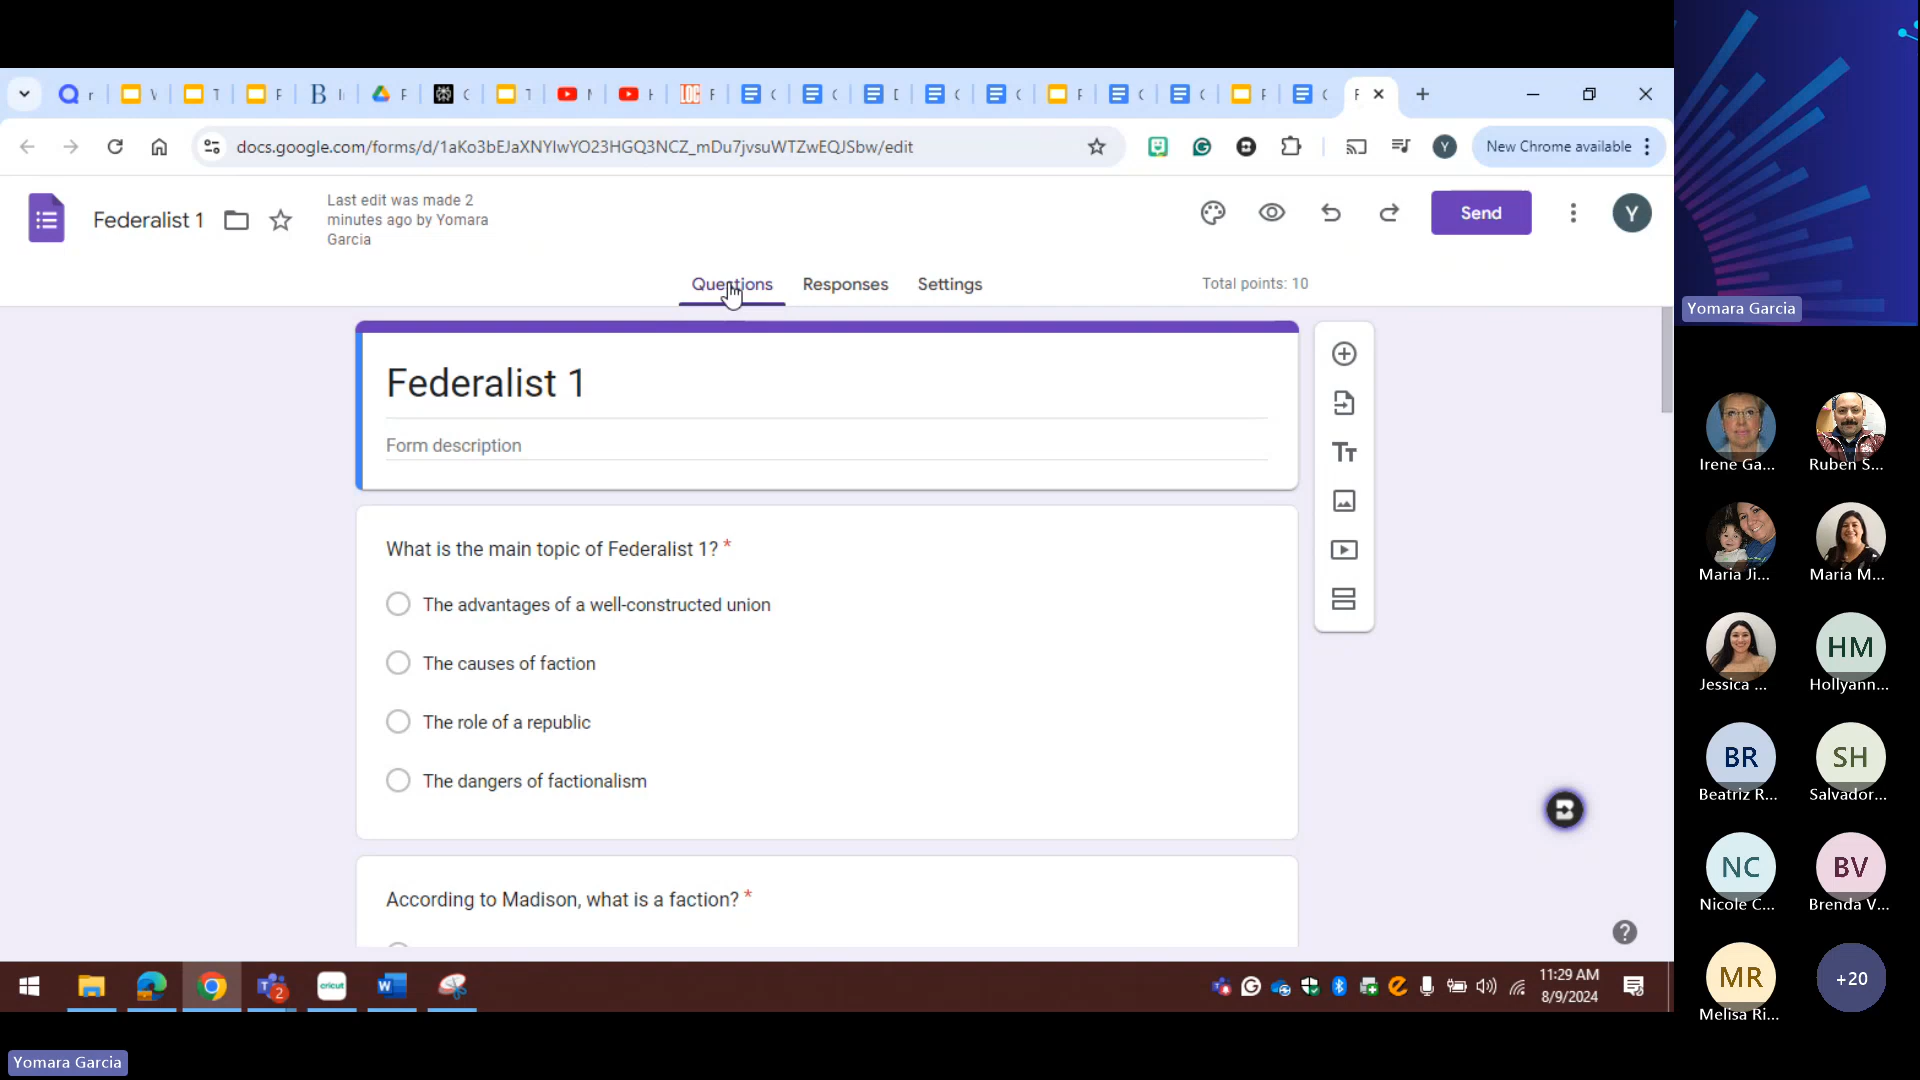 docs.google.com/forms/d/1aKo3bEJaXNYIwYO23HGQ3NCZ_mDu7jvsuWTZwEQJSbw/edit
New Chrome available
Federalist 1
Last edit was made 2
minutes ago by Yomara
Garcia
Send
Y
Questions
Responses
Settings
Total points: 10
Federalist 1
Form description
What is the main topic of Federalist 1? *
The advantages of a well-constructed union
The causes of faction
The role of a republic
The dangers of factionalism
According to Madison, what is a faction? *
11:29 AM
8/9/2024
Yomara Garcia
Yomara Garcia
Irene Ga...
Ruben S...
Maria Ji...
Maria M...
Jessica ...
HM
Hollyann...
BR
Beatriz R...
SH
Salvador...
NC
Nicole C...
BV
Brenda V...
MR
Melisa Ri...
+20